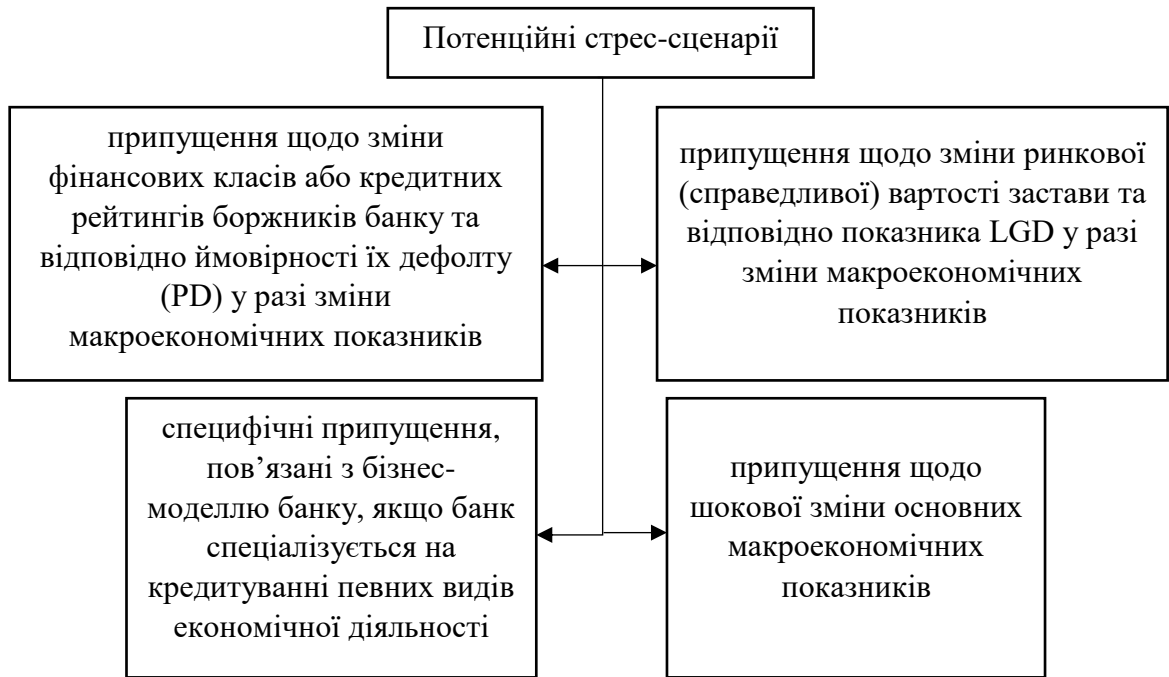 Потенційні стрес-сценарії
припущення щодо зміни
фінансових класів або кредитних
рейтингів боржників банку та
відповідно ймовірності їх дефолту
(PD) у разі зміни
макроекономічних показників
припущення щодо зміни ринкової
(справедливої) вартості застави та
відповідно показника LGD у разі
зміни макроекономічних
показників
специфічні припущення,
пов’язані з бізнес-
моделлю банку, якщо банк
спеціалізується на
кредитуванні певних видів
економічної діяльності
припущення щодо
шокової зміни основних
макроекономічних
показників